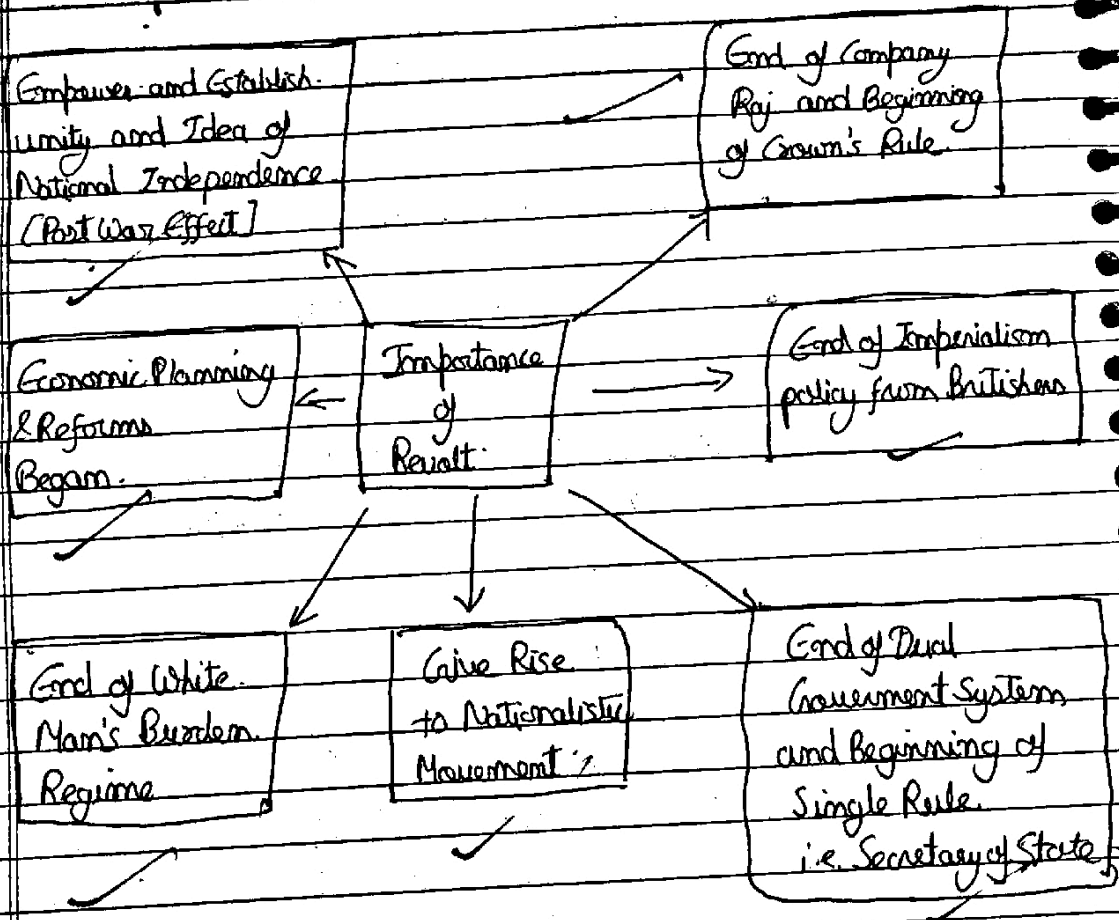 Empower and Establish
unity and Idea of
National Independence
[Post War Effect]
End of Company
Raj and Beginning
of Crown's Rule.
Economic Planning
& Reforms
Began.
Importance
of
Revolt.
End of Imperialism
policy from Britishers
End of White
Man's Burden
Regime
Give Rise
to Nationalistic
Movement
End of Dual
Government System
and Beginning of
Single Rule.
i.e. Secretary of State